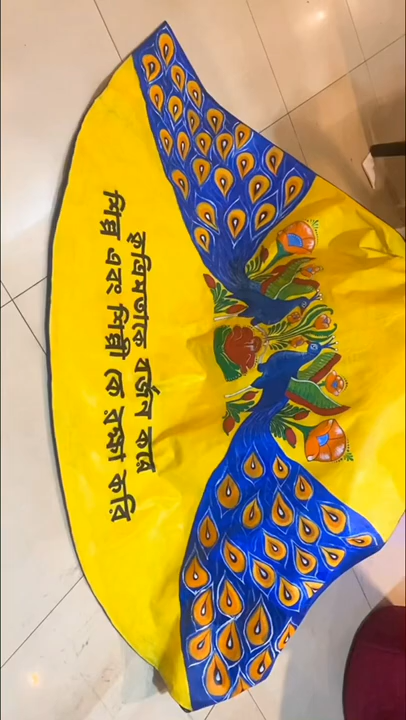 কৃত্রিমতাকে বর্জন করে
শিল্প এবং শিল্পী কে রক্ষা করি